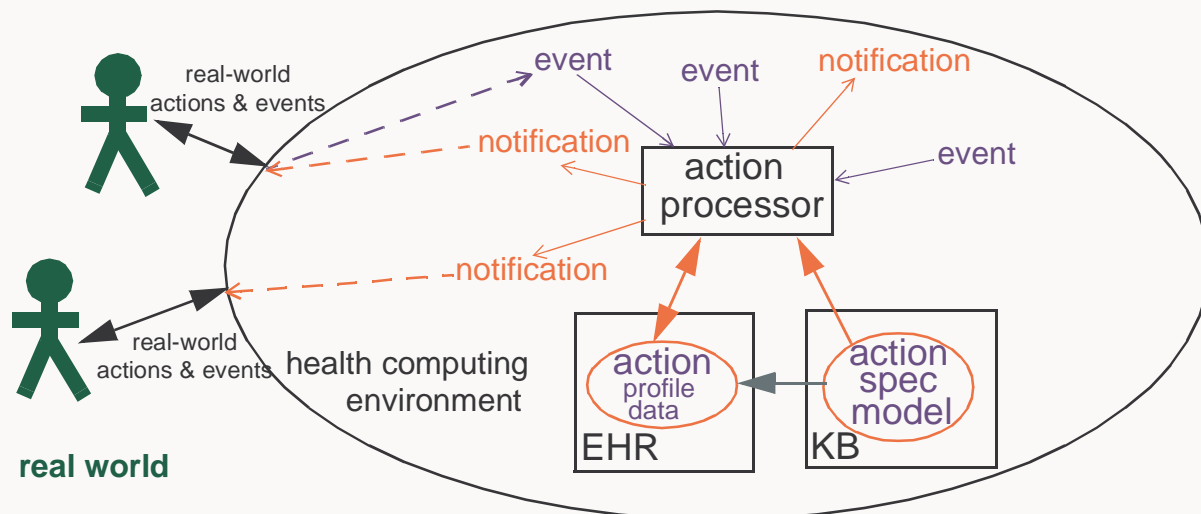 real-world
actions & events
event
event
notification
notification
event
action
processor
notification
real-world
actions & events
health computing
environment
action
profile
data
EHR
action
spec
model
KB
real world